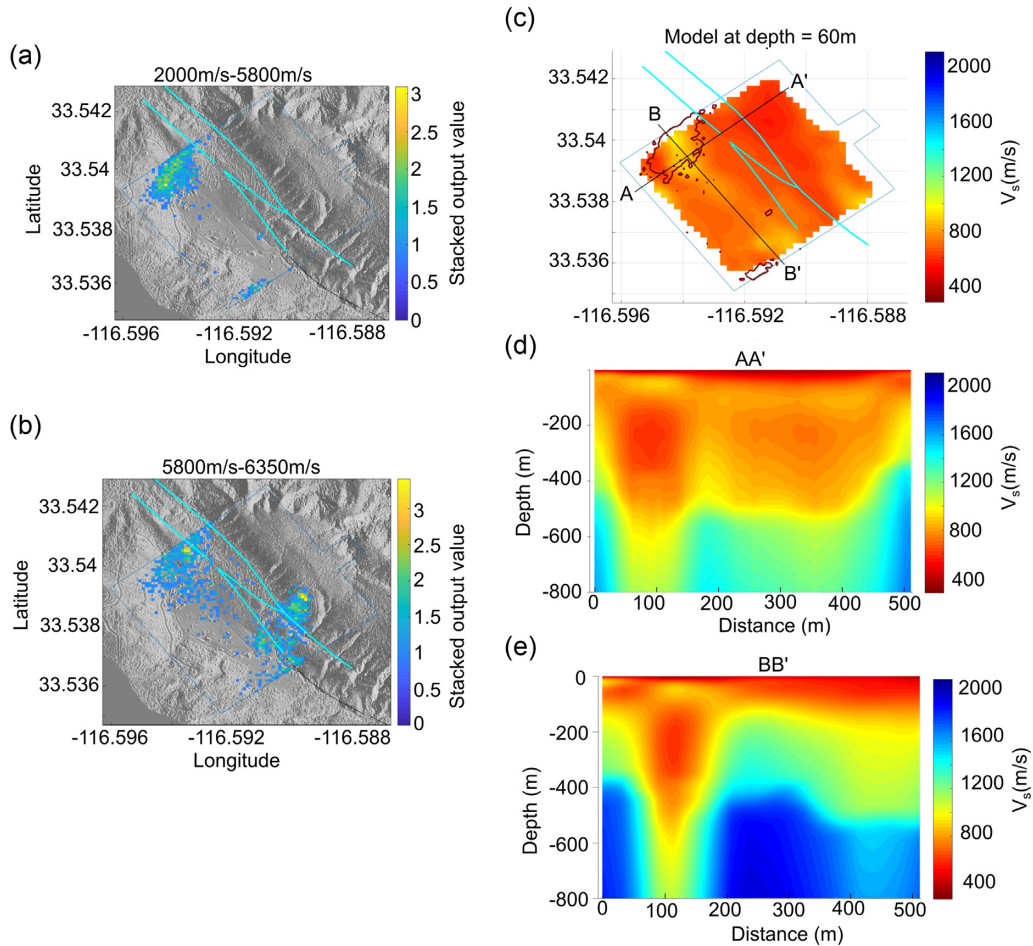 (a)
2000m/s-5800m/s
33.542
33.54
33.538
33.536
Latitude
-116.596
-116.592
-116.588
Longitude
3
2.5
2
1.5
1
0.5
0
Stacked output value
(b)
5800m/s-6350m/s
33.542
33.54
33.538
33.536
Latitude
-116.596
-116.592
-116.588
Longitude
3
2.5
2
1.5
1
0.5
0
Stacked output value
(c)
Model at depth = 60m
33.542
33.54
33.538
33.536
A'
B
A
B'
-116.596
-116.592
-116.588
2000
1600
1200
800
400
Vs(m/s)
(d)
AA'
-200
-400
-600
-800
Depth (m)
0 100 200 300 400 500
Distance (m)
2000
1600
1200
800
400
Vs(m/s)
(e)
BB'
0
-200
-400
-600
-800
Depth (m)
0 100 200 300 400 500
Distance (m)
2000
1600
1200
800
400
Vs(m/s)